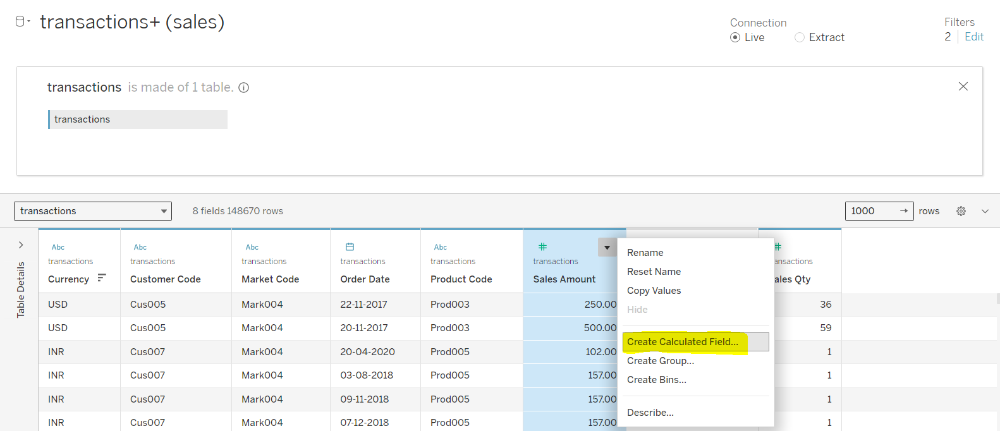 transactions+ (sales)
Connection
Live
Extract
Filters
2
Edit
transactions is made of 1 table.
transactions
transactions
8 fields 148670 rows
1000 → rows
Table Details
Abc Abc Abc Abc
transactions transactions transactions transactions transactions transactions ansactions
Currency Customer Code Market Code Order Date Product Code Sales Amount ales Qty
USD Cus005 Mark004 22-11-2017 Prod003 250.00 36
USD Cus005 Mark004 20-11-2017 Prod003 500.00 59
INR Cus007 Mark004 20-04-2020 Prod005 102.00 1
INR Cus007 Mark004 03-08-2018 Prod005 157.00 1
INR Cus007 Mark004 09-11-2018 Prod005 157.00 1
INR Cus007 Mark004 07-12-2018 Prod005 157.00 1
Rename
Reset Name
Copy Values
Hide
Create Calculated Field...
Create Group...
Create Bins...
Describe...